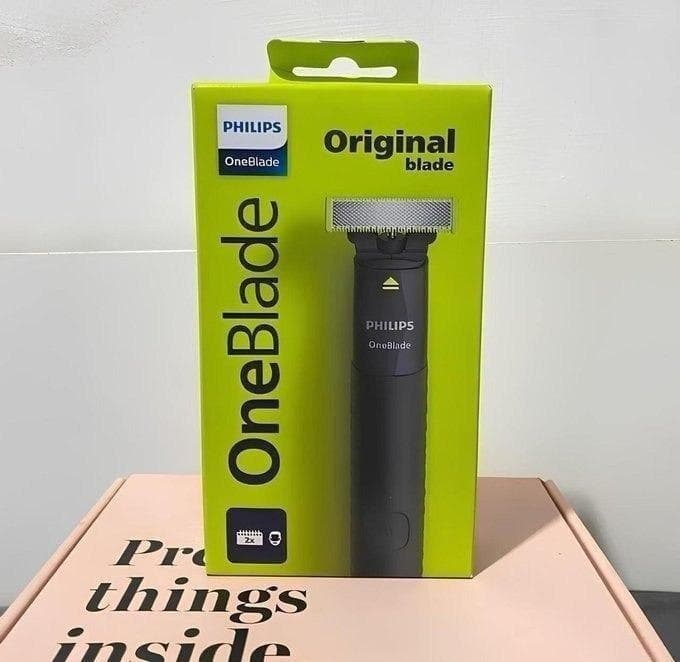 PHILIPS
OneBlade
Original
blade
OneBlade
PHILIPS
OneBlade
2x
things
inside